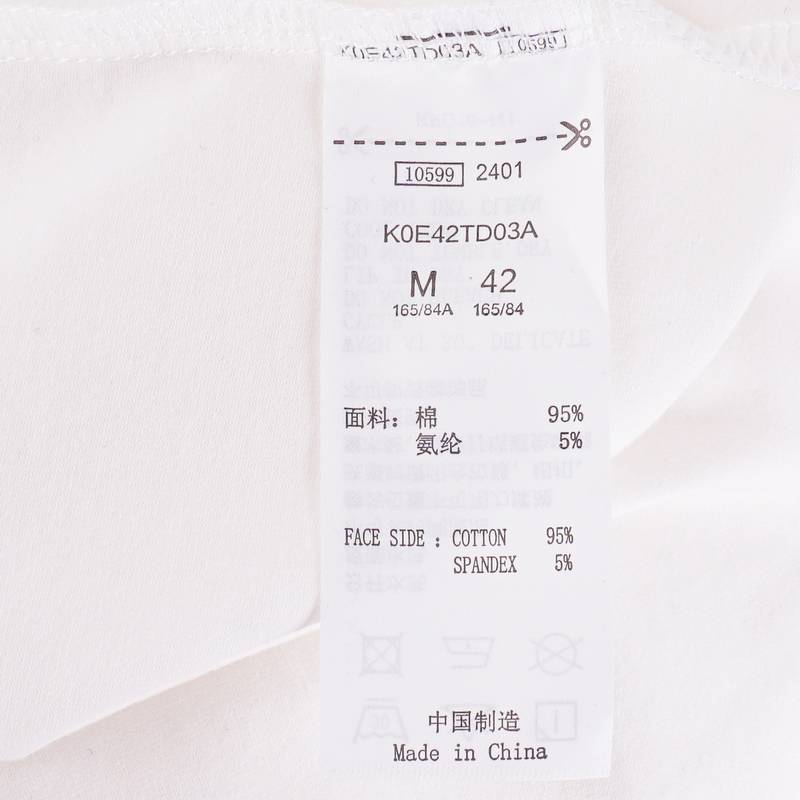 K0E42TD03A [10599]
10599 2401
K0E42TD03A
M 42
165/84A 165/84
面料：棉 95%
氨纶 5%
FACE SIDE : COTTON 95%
SPANDEX 5%
中国制造
Made in China